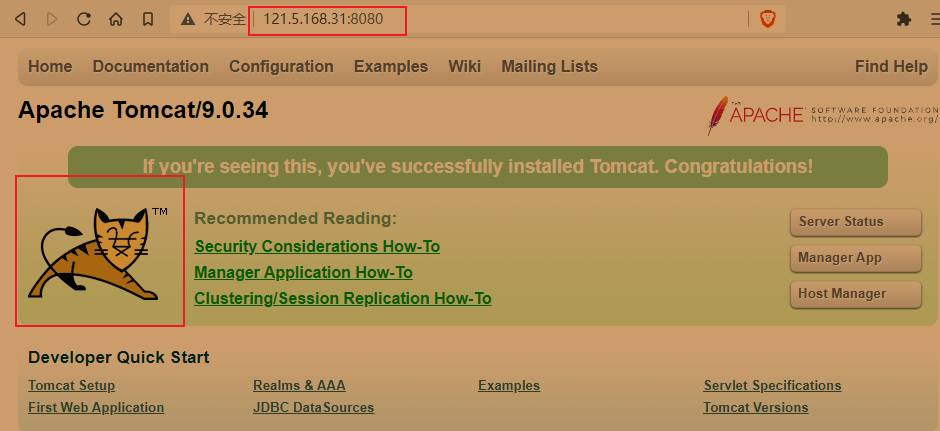 不安全 121.5.168.31:8080
Home Documentation Configuration Examples Wiki Mailing Lists Find Help
Apache Tomcat/9.0.34
THE
APACHE SOFTWARE FOUNDATION
http://www.apache.org/
If you're seeing this, you've successfully installed Tomcat. Congratulations!
TM
Recommended Reading:
Security Considerations How-To
Manager Application How-To
Clustering/Session Replication How-To
Server Status
Manager App
Host Manager
Developer Quick Start
Tomcat Setup Realms & AAA Examples Servlet Specifications
First Web Application JDBC DataSources Tomcat Versions